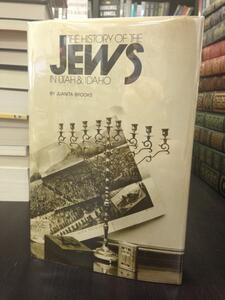 THE HISTORY OF THE
JEWS
IN UTAH & IDAHO
BY JUANITA BROOKS